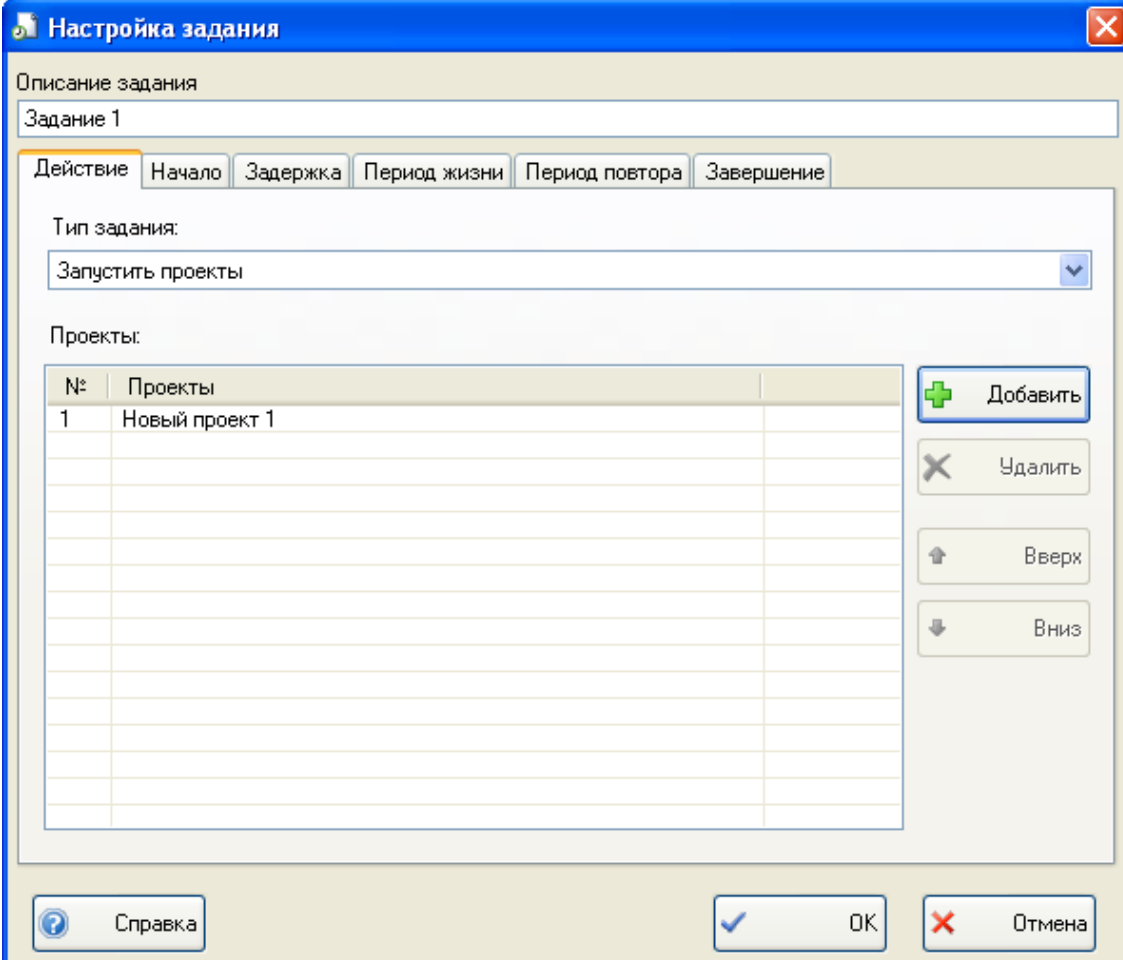 Настройка задания
Описание задания
Задание 1
Действие Начало Задержка Период жизни Период повтора Завершение
Тип задания:
Запустить проекты
Проекты:
№ Проекты
1 Новый проект 1
Добавить
Удалить
Вверх
Вниз
Справка OK Отмена